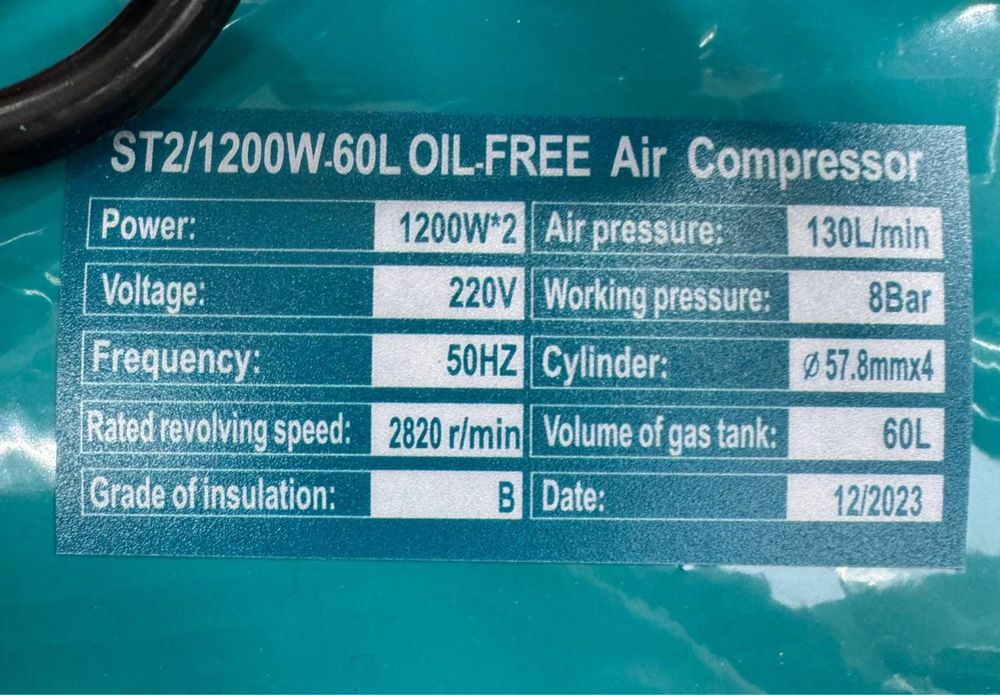 ST2/1200W-60L OIL-FREE Air Compressor
Power: 1200W*2 Air pressure: 130L/min
Voltage: 220V Working pressure: 8Bar
Frequency: 50HZ Cylinder: Ø 57.8mmx4
Rated revolving speed: 2820 r/min Volume of gas tank: 60L
Grade of insulation: B Date: 12/2023